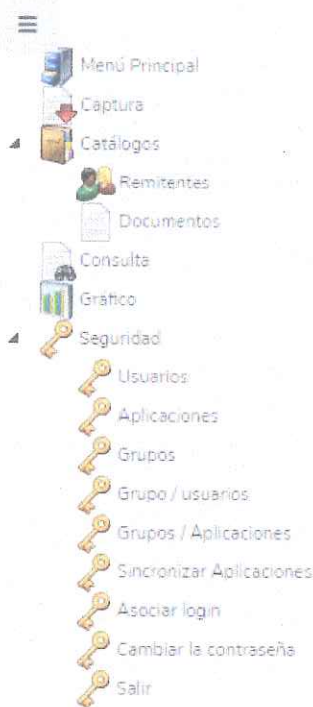 Menú Principal
Captura
Catálogos
Remitentes
Documentos
Consulta
Gráfico
Seguridad
Usuarios
Aplicaciones
Grupos
Grupo / usuarios
Grupos / Aplicaciones
Sincronizar Aplicaciones
Asociar login
Cambiar la contraseña
Salir